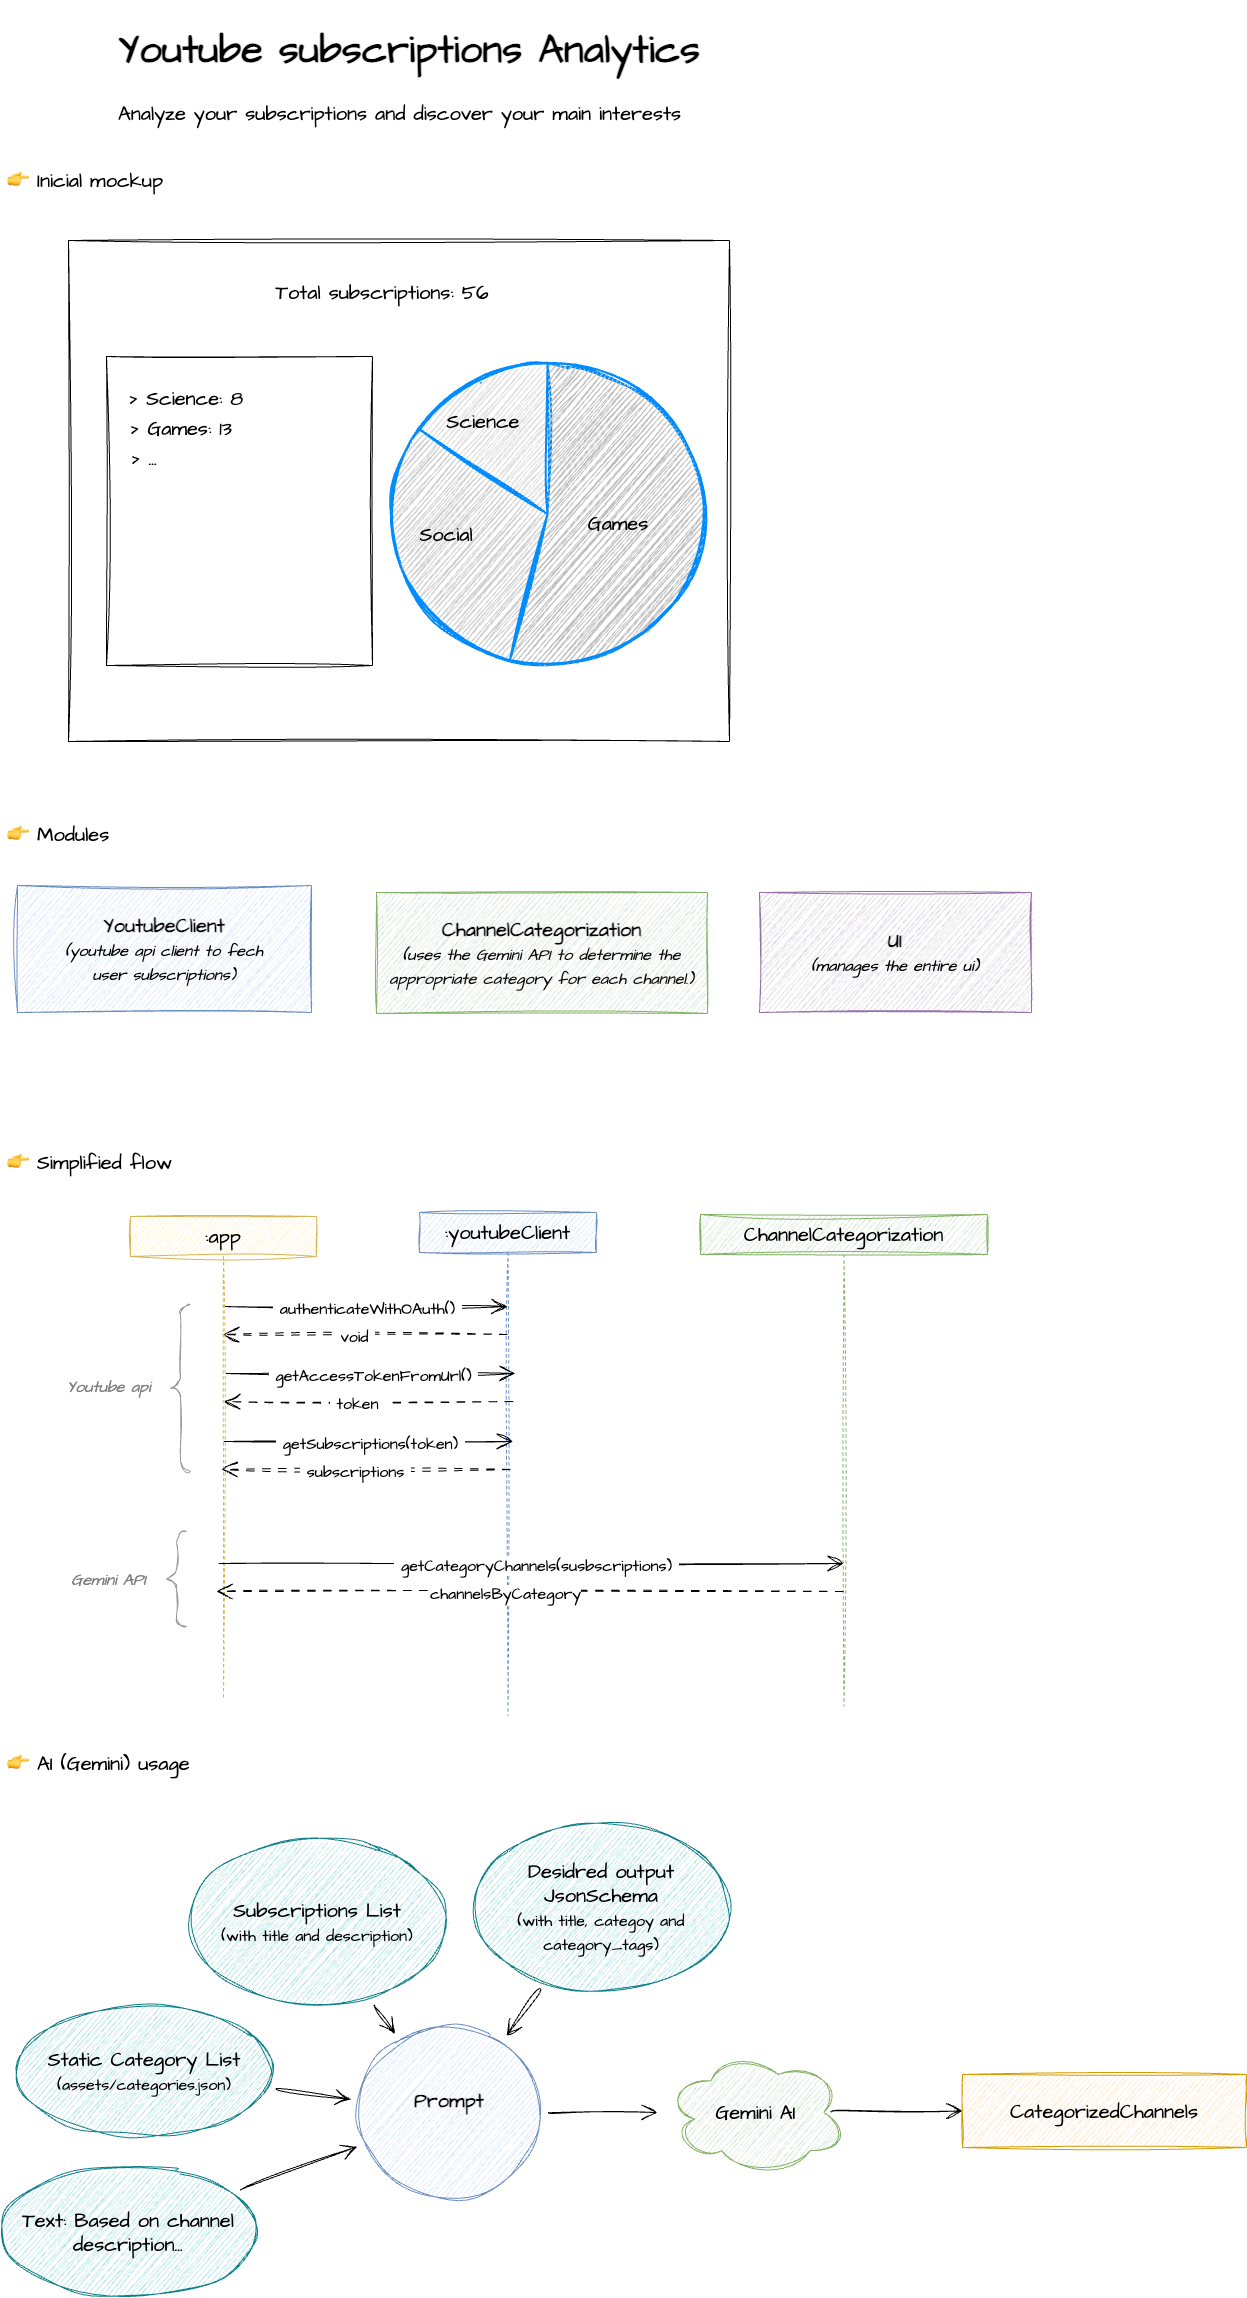 Youtube subscriptions Analytics
Analyze your subscriptions and discover your main interests
👉 Inicial mockup
Total subscriptions: 56
> Science: 8
> Games: 13
> ...
Science
Social
Games
👉 Modules
YoutubeClient
(youtube api client to fech
user subscriptions)
ChannelCategorization
(uses the Gemini API to determine the
appropriate category for each channel.)
UI
(manages the entire ui)
👉 Simplified flow
:app
:youtubeClient
ChannelCategorization
authenticateWithOAuth()
void
Youtube api
getAccessTokenFromUrl()
token
getSubscriptions(token)
subscriptions
Gemini API
getCategoryChannels(susbscriptions)
channelsByCategory
👉 AI (Gemini) usage
Subscriptions List
(with title and description)
Desidred output
JsonSchema
(with title, categoy and
category_tags)
Static Category List
(assets/categories.json)
Prompt
Gemini AI
CategorizedChannels
Text: Based on channel
description...